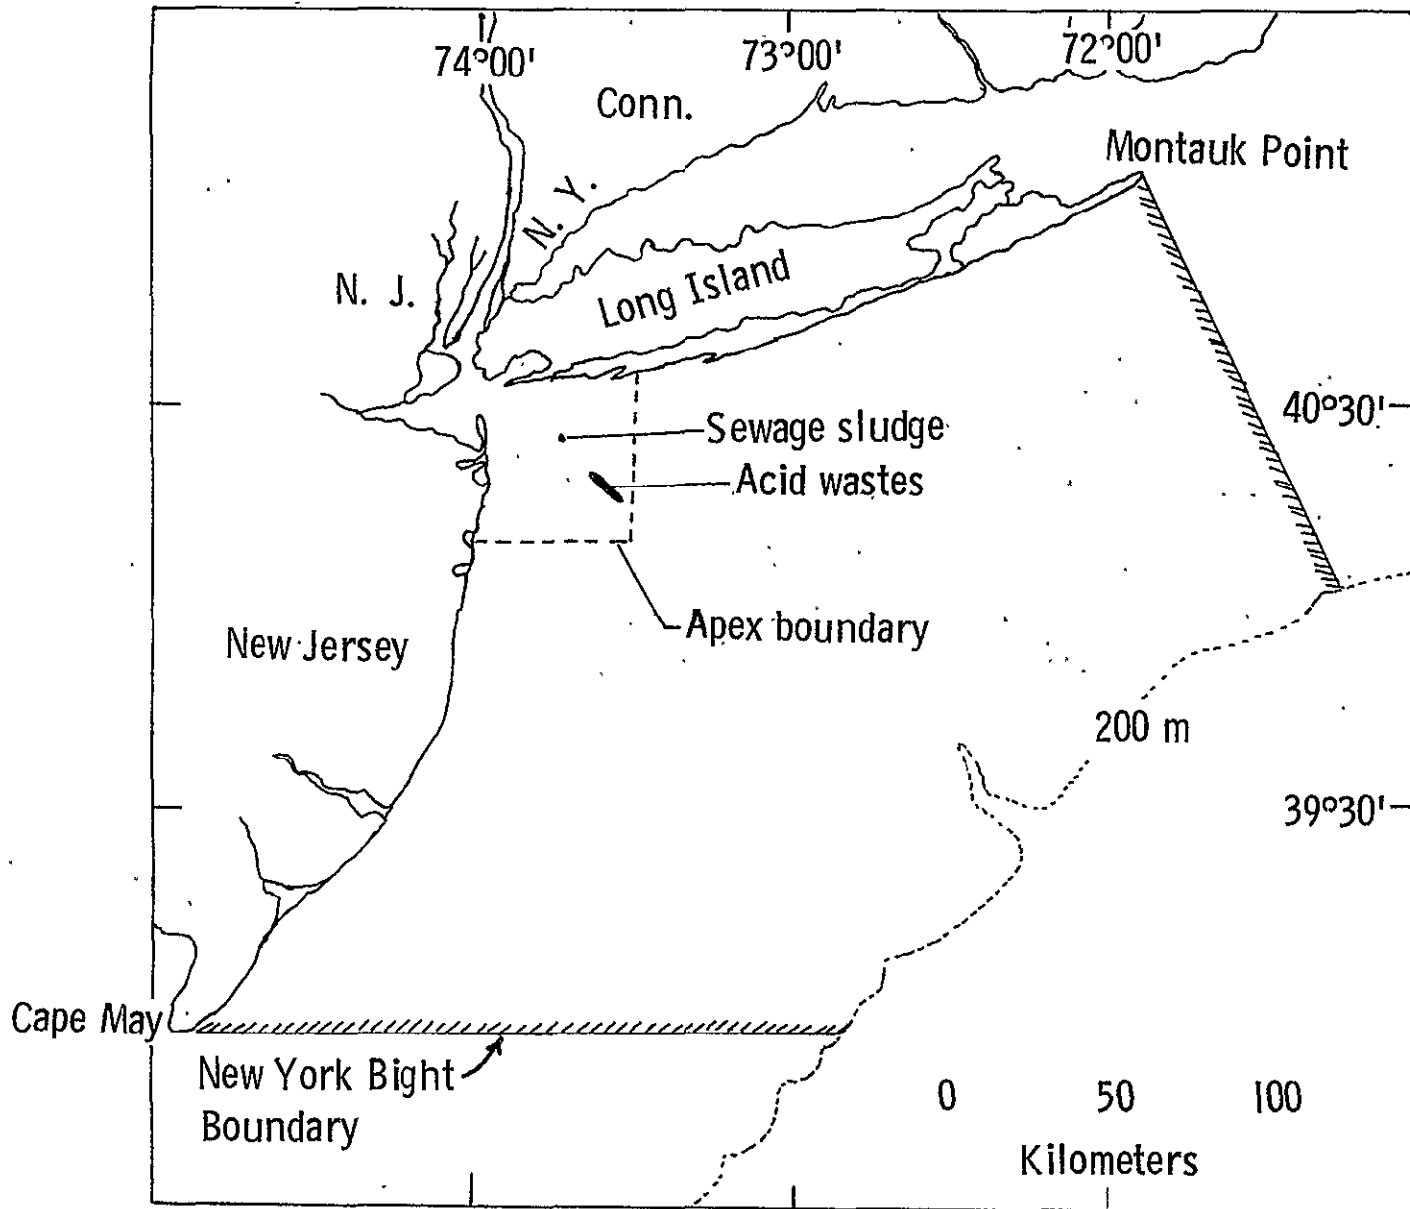 74°00'
73°00'
72°00'
Conn.
Montauk Point
N. Y.
N. J.
Long Island
40°30'
Sewage sludge
Acid wastes
Apex boundary
New Jersey
200 m
39°30'
Cape May
New York Bight
Boundary
0 50 100
Kilometers